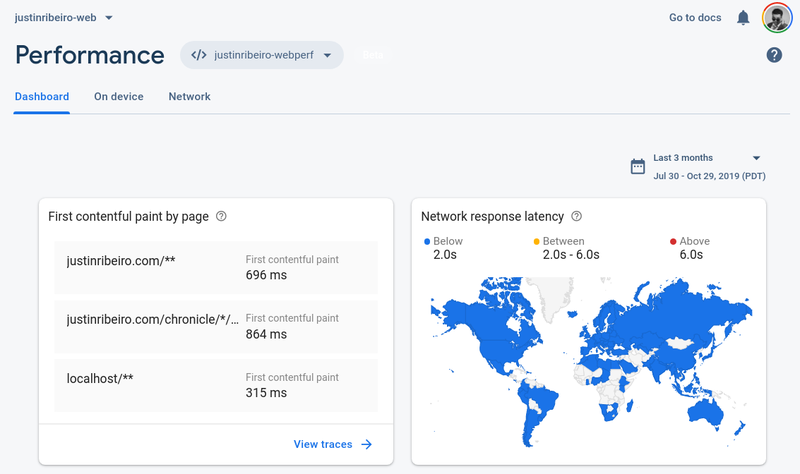 justinribeiro-web
Go to docs
Performance
justinribeiro-webperf
Beta
Dashboard
On device
Network
Last 3 months
Jul 30 - Oct 29, 2019 (PDT)
First contentful paint by page
justinribeiro.com/**
First contentful paint
696 ms
justinribeiro.com/chronicle/*/...
First contentful paint
864 ms
localhost/**
First contentful paint
315 ms
View traces
Network response latency
Below
2.0s
Between
2.0s - 6.0s
Above
6.0s